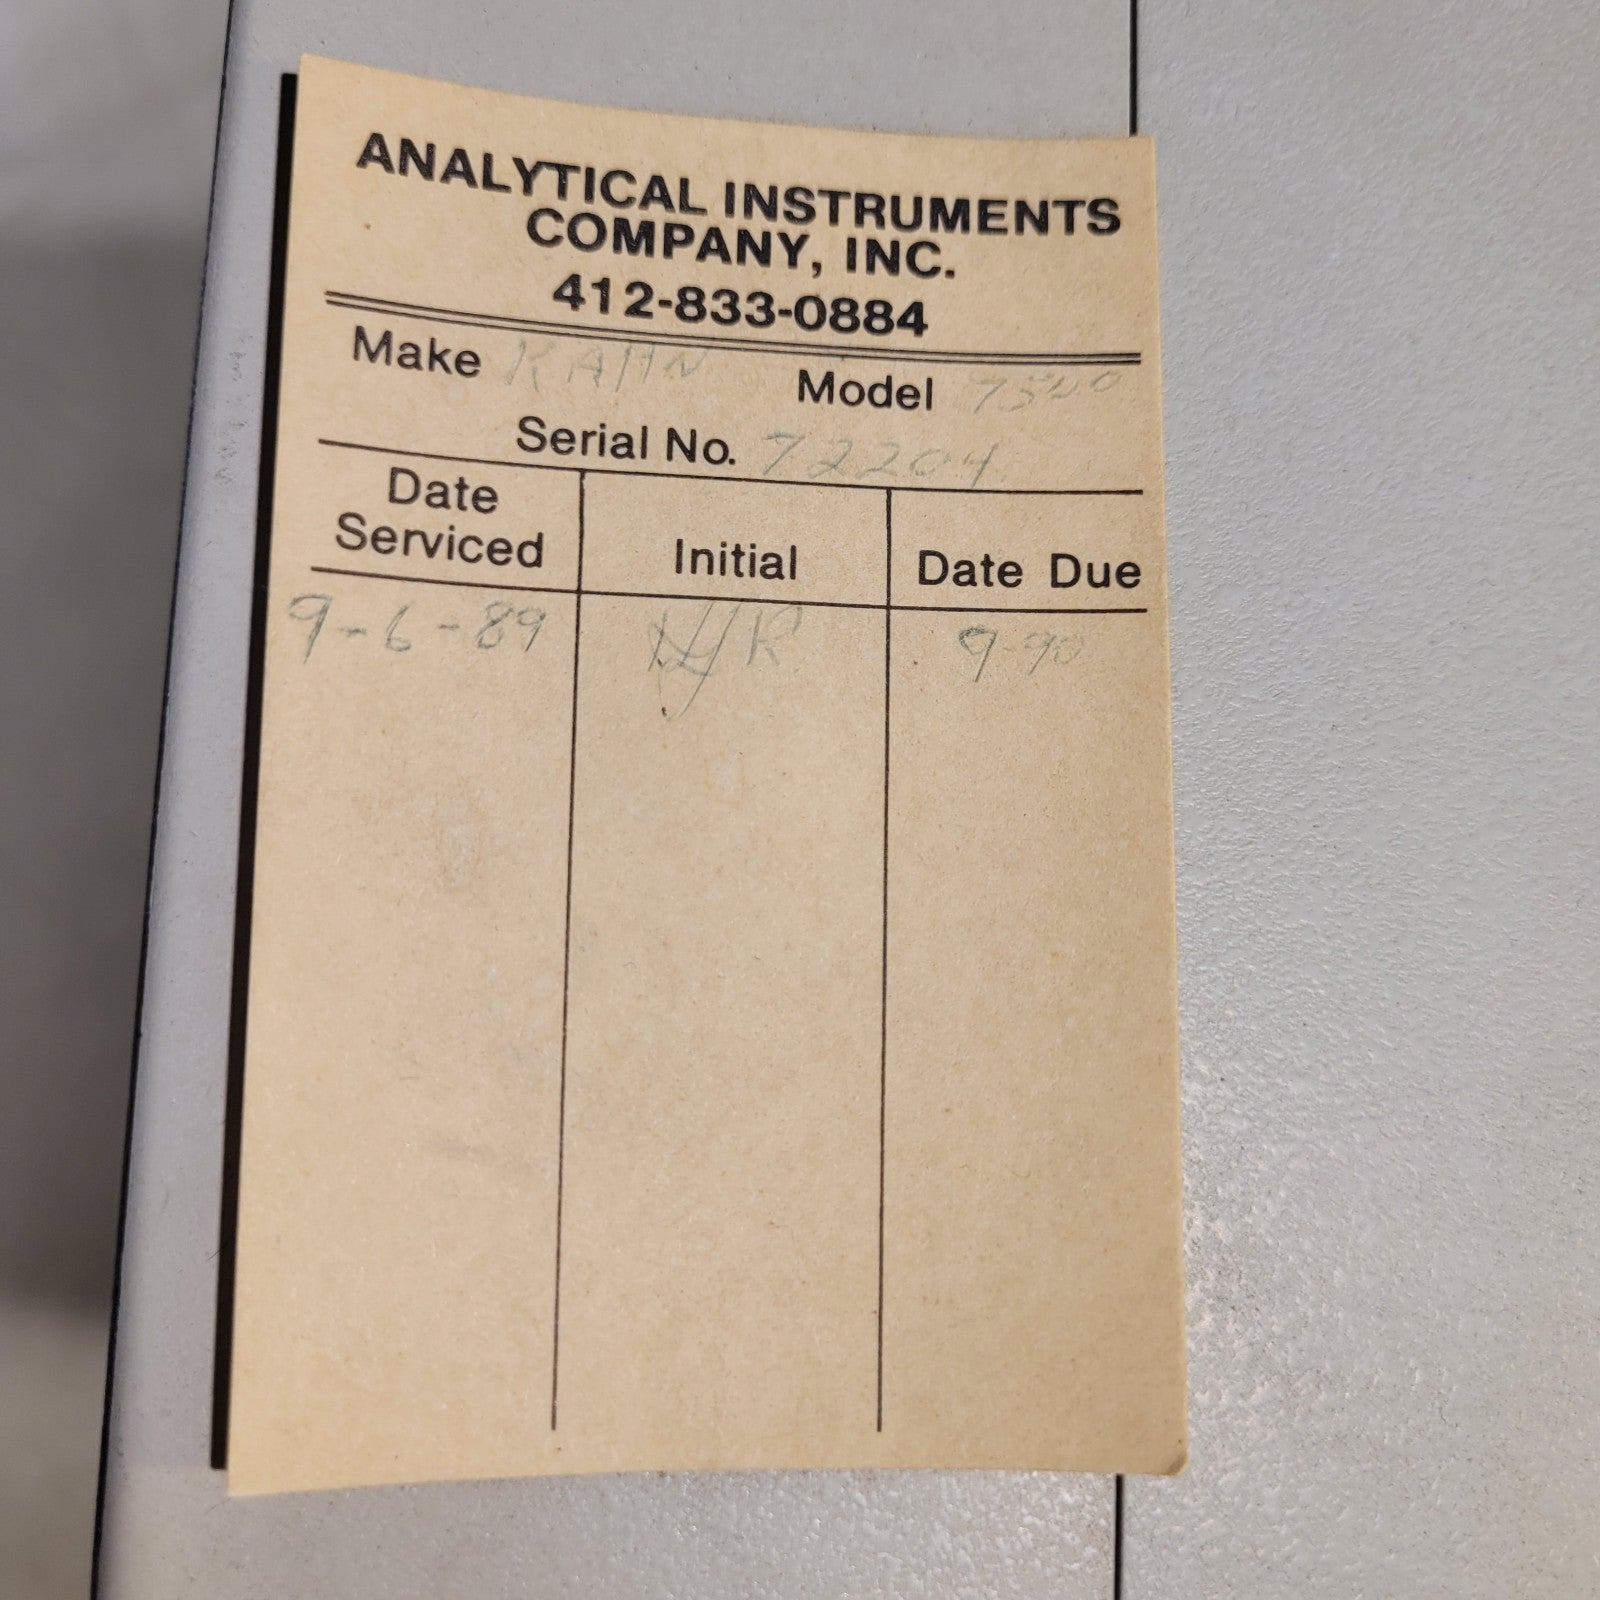 ANALYTICAL INSTRUMENTS
COMPANY, INC.
412-833-0884
Make KAHN Model 7500
Serial No. 72204
Date Serviced Initial Date Due
9-6-89 9-90